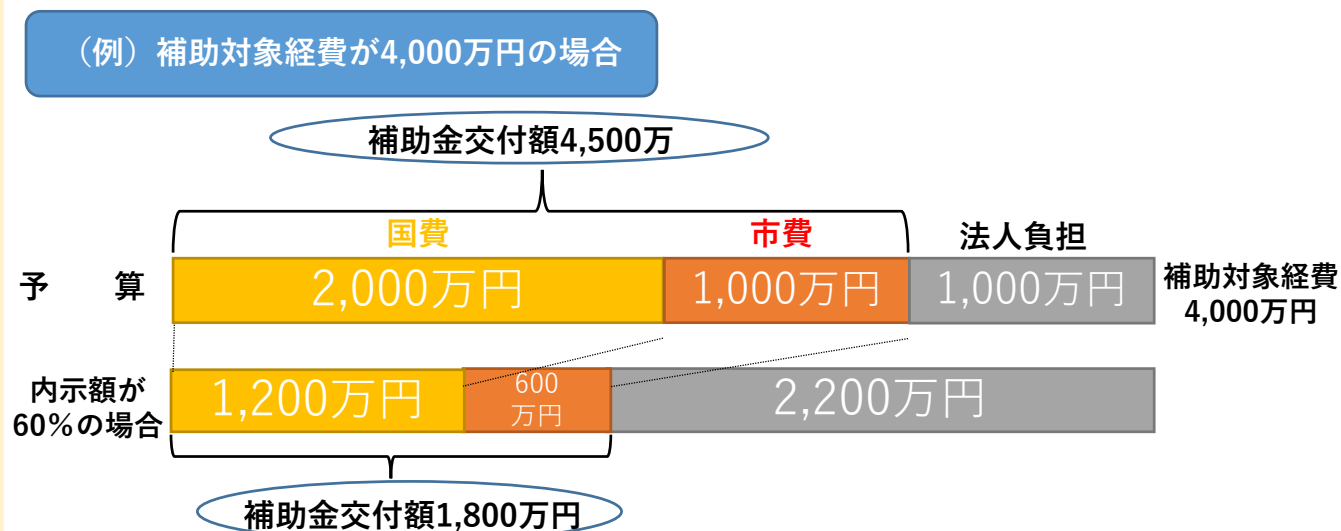 （例）補助対象経費が4,000万円の場合
補助金交付額4,500万
国費
市費
法人負担
予　算
2,000万円
1,000万円
1,000万円
補助対象経費
4,000万円
内示額が
60％の場合
1,200万円
600
万円
2,200万円
補助金交付額1,800万円